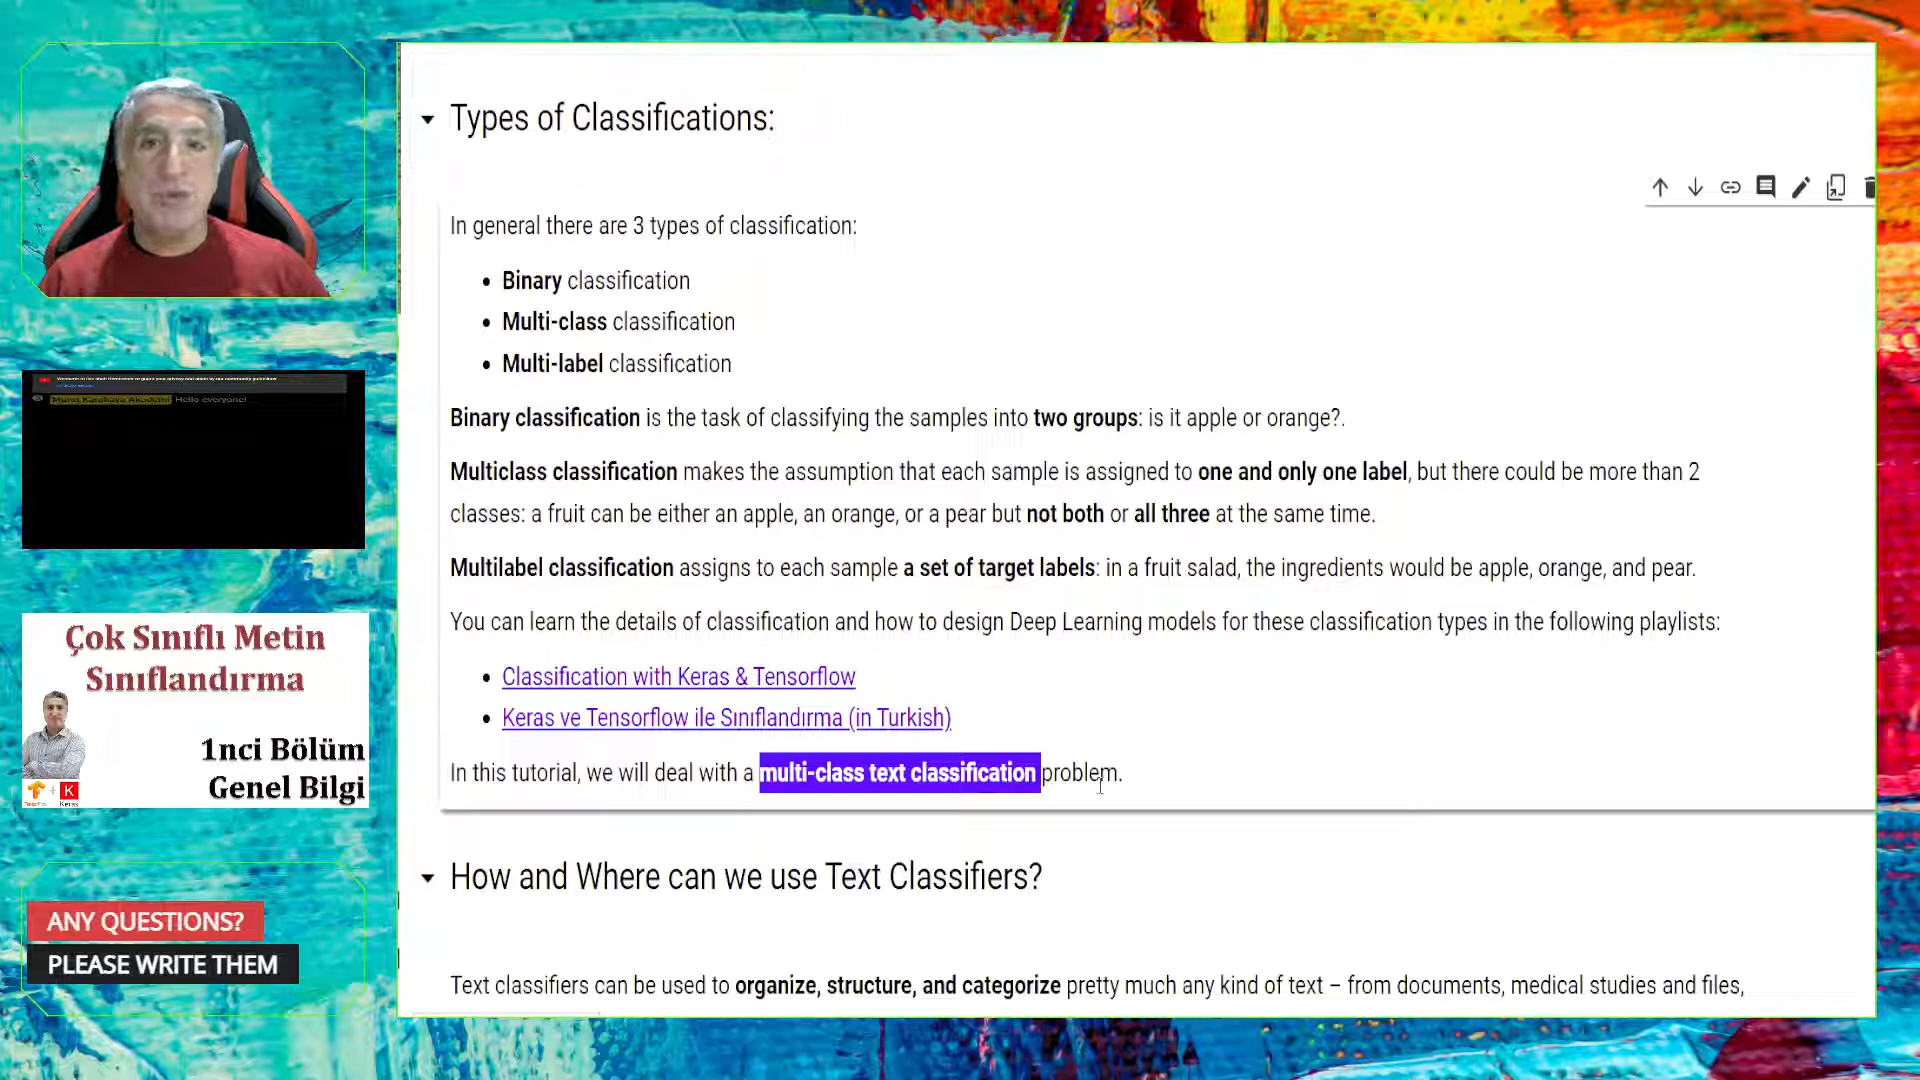 Types of Classifications:
In general there are 3 types of classification:
Binary classification
Multi-class classification
Multi-label classification
Binary classification is the task of classifying the samples into two groups: is it apple or orange?.
Multiclass classification makes the assumption that each sample is assigned to one and only one label, but there could be more than 2
classes: a fruit can be either an apple, an orange, or a pear but not both or all three at the same time.
Multilabel classification assigns to each sample a set of target labels: in a fruit salad, the ingredients would be apple, orange, and pear.
You can learn the details of classification and how to design Deep Learning models for these classification types in the following playlists:
Classification with Keras & Tensorflow
Keras ve Tensorflow ile Sınıflandırma (in Turkish)
In this tutorial, we will deal with a multi-class text classification problem.
How and Where can we use Text Classifiers?
Text classifiers can be used to organize, structure, and categorize pretty much any kind of text – from documents, medical studies and files,
Murat Karakaya Akademi Hello everyone!
Çok Sınıflı Metin
Sınıflandırma
1nci Bölüm
Genel Bilgi
K
Keras
ANY QUESTIONS?
PLEASE WRITE THEM